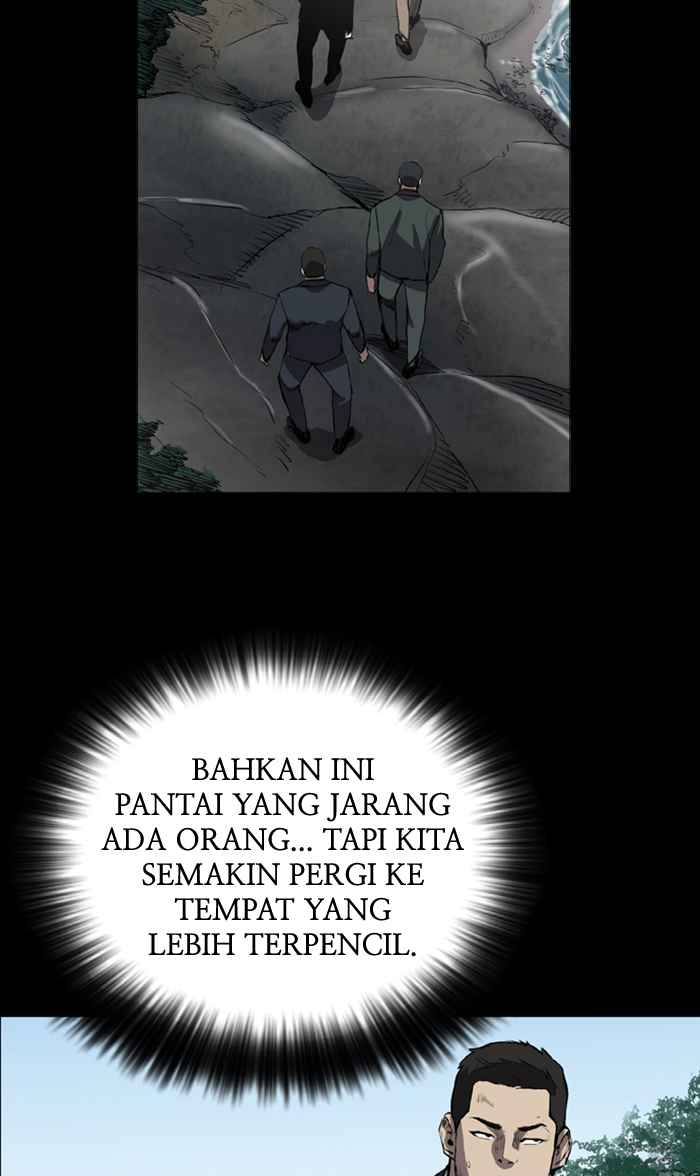 BAHKAN INI
PANTAI YANG JARANG
ADA ORANG... TAPI KITA
SEMAKIN PERGI KE
TEMPAT YANG
LEBIH TERPENCIL.